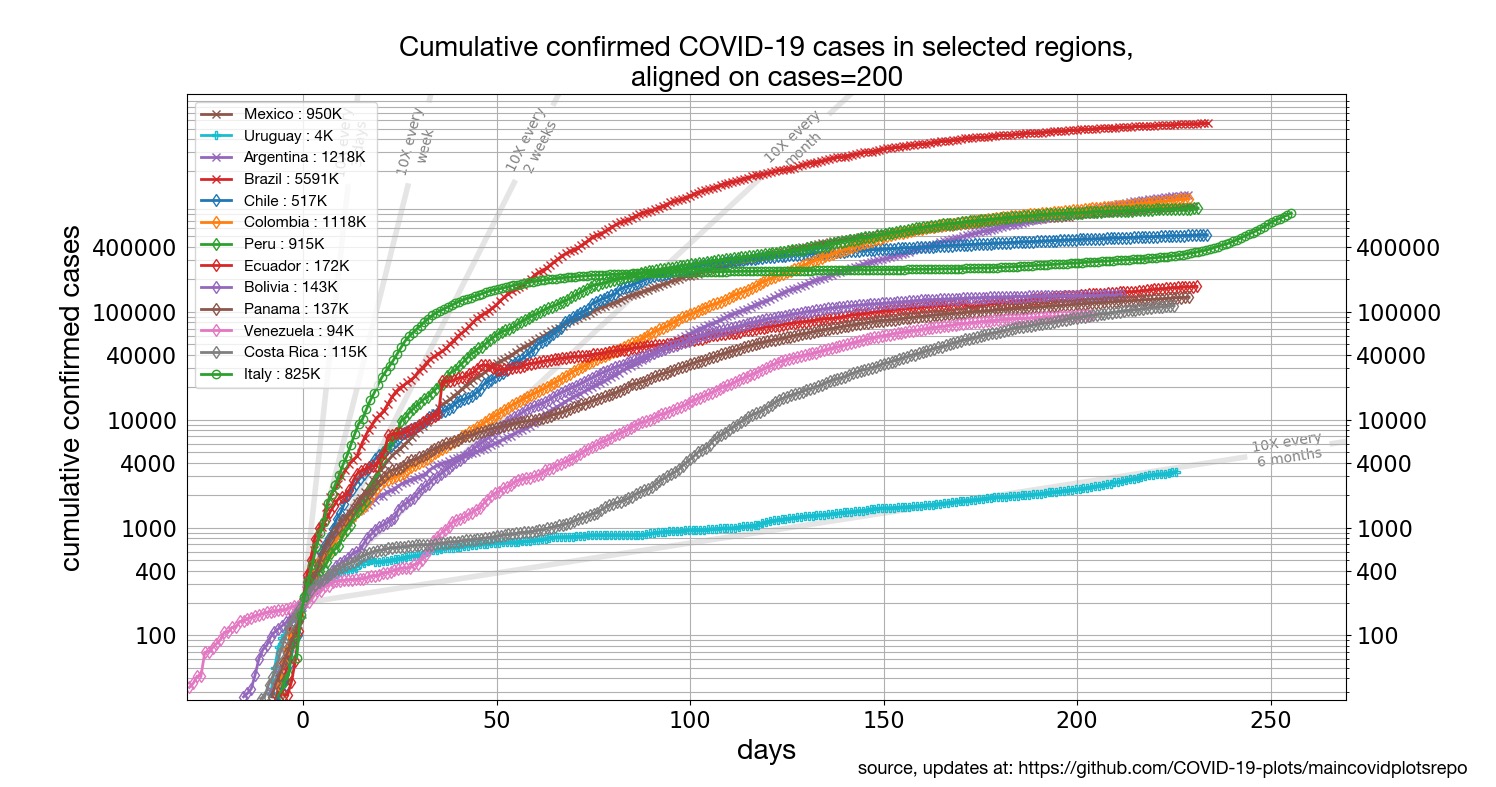 Cumulative confirmed COVID-19 cases in selected regions,
aligned on cases=200
Mexico : 950K
Uruguay : 4K
Argentina : 1218K
Brazil : 5591K
Chile : 517K
Colombia : 1118K
Peru : 915K
Ecuador : 172K
Bolivia : 143K
Panama : 137K
Venezuela : 94K
Costa Rica : 115K
Italy : 825K
every
days
10X every
week
10X every
2 weeks
10X every
month
10X every
6 months
cumulative confirmed cases
400000
100000
40000
10000
4000
1000
400
100
400000
100000
40000
10000
4000
1000
400
100
0 50 100 150 200 250
days
source, updates at: https://github.com/COVID-19-plots/maincovidplotsrepo